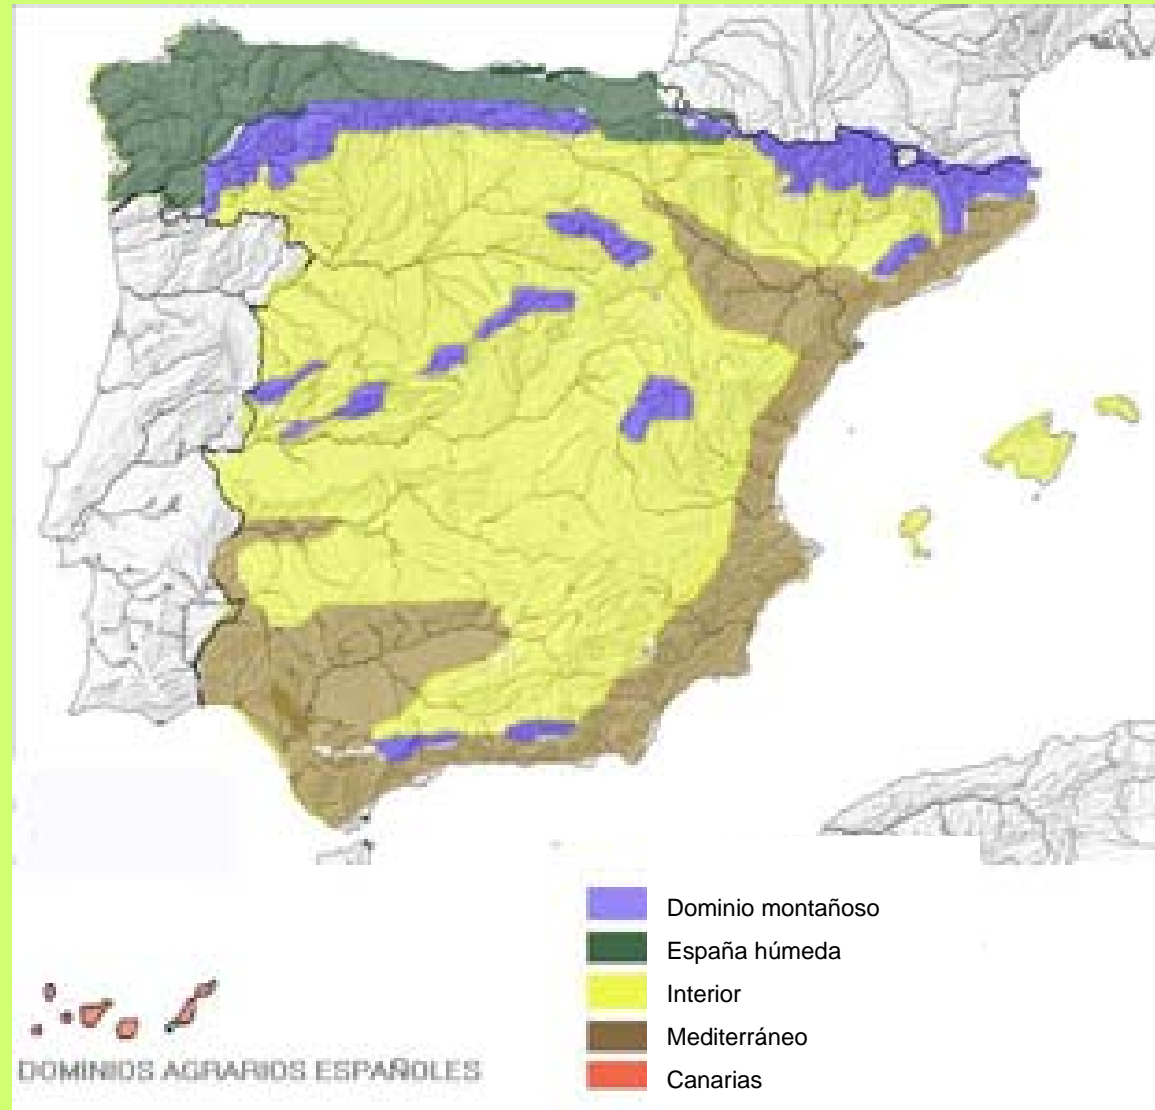 Dominio montañoso
España húmeda
Interior
Mediterráneo
Canarias
DOMINIOS AGRARIOS ESPAÑOLES